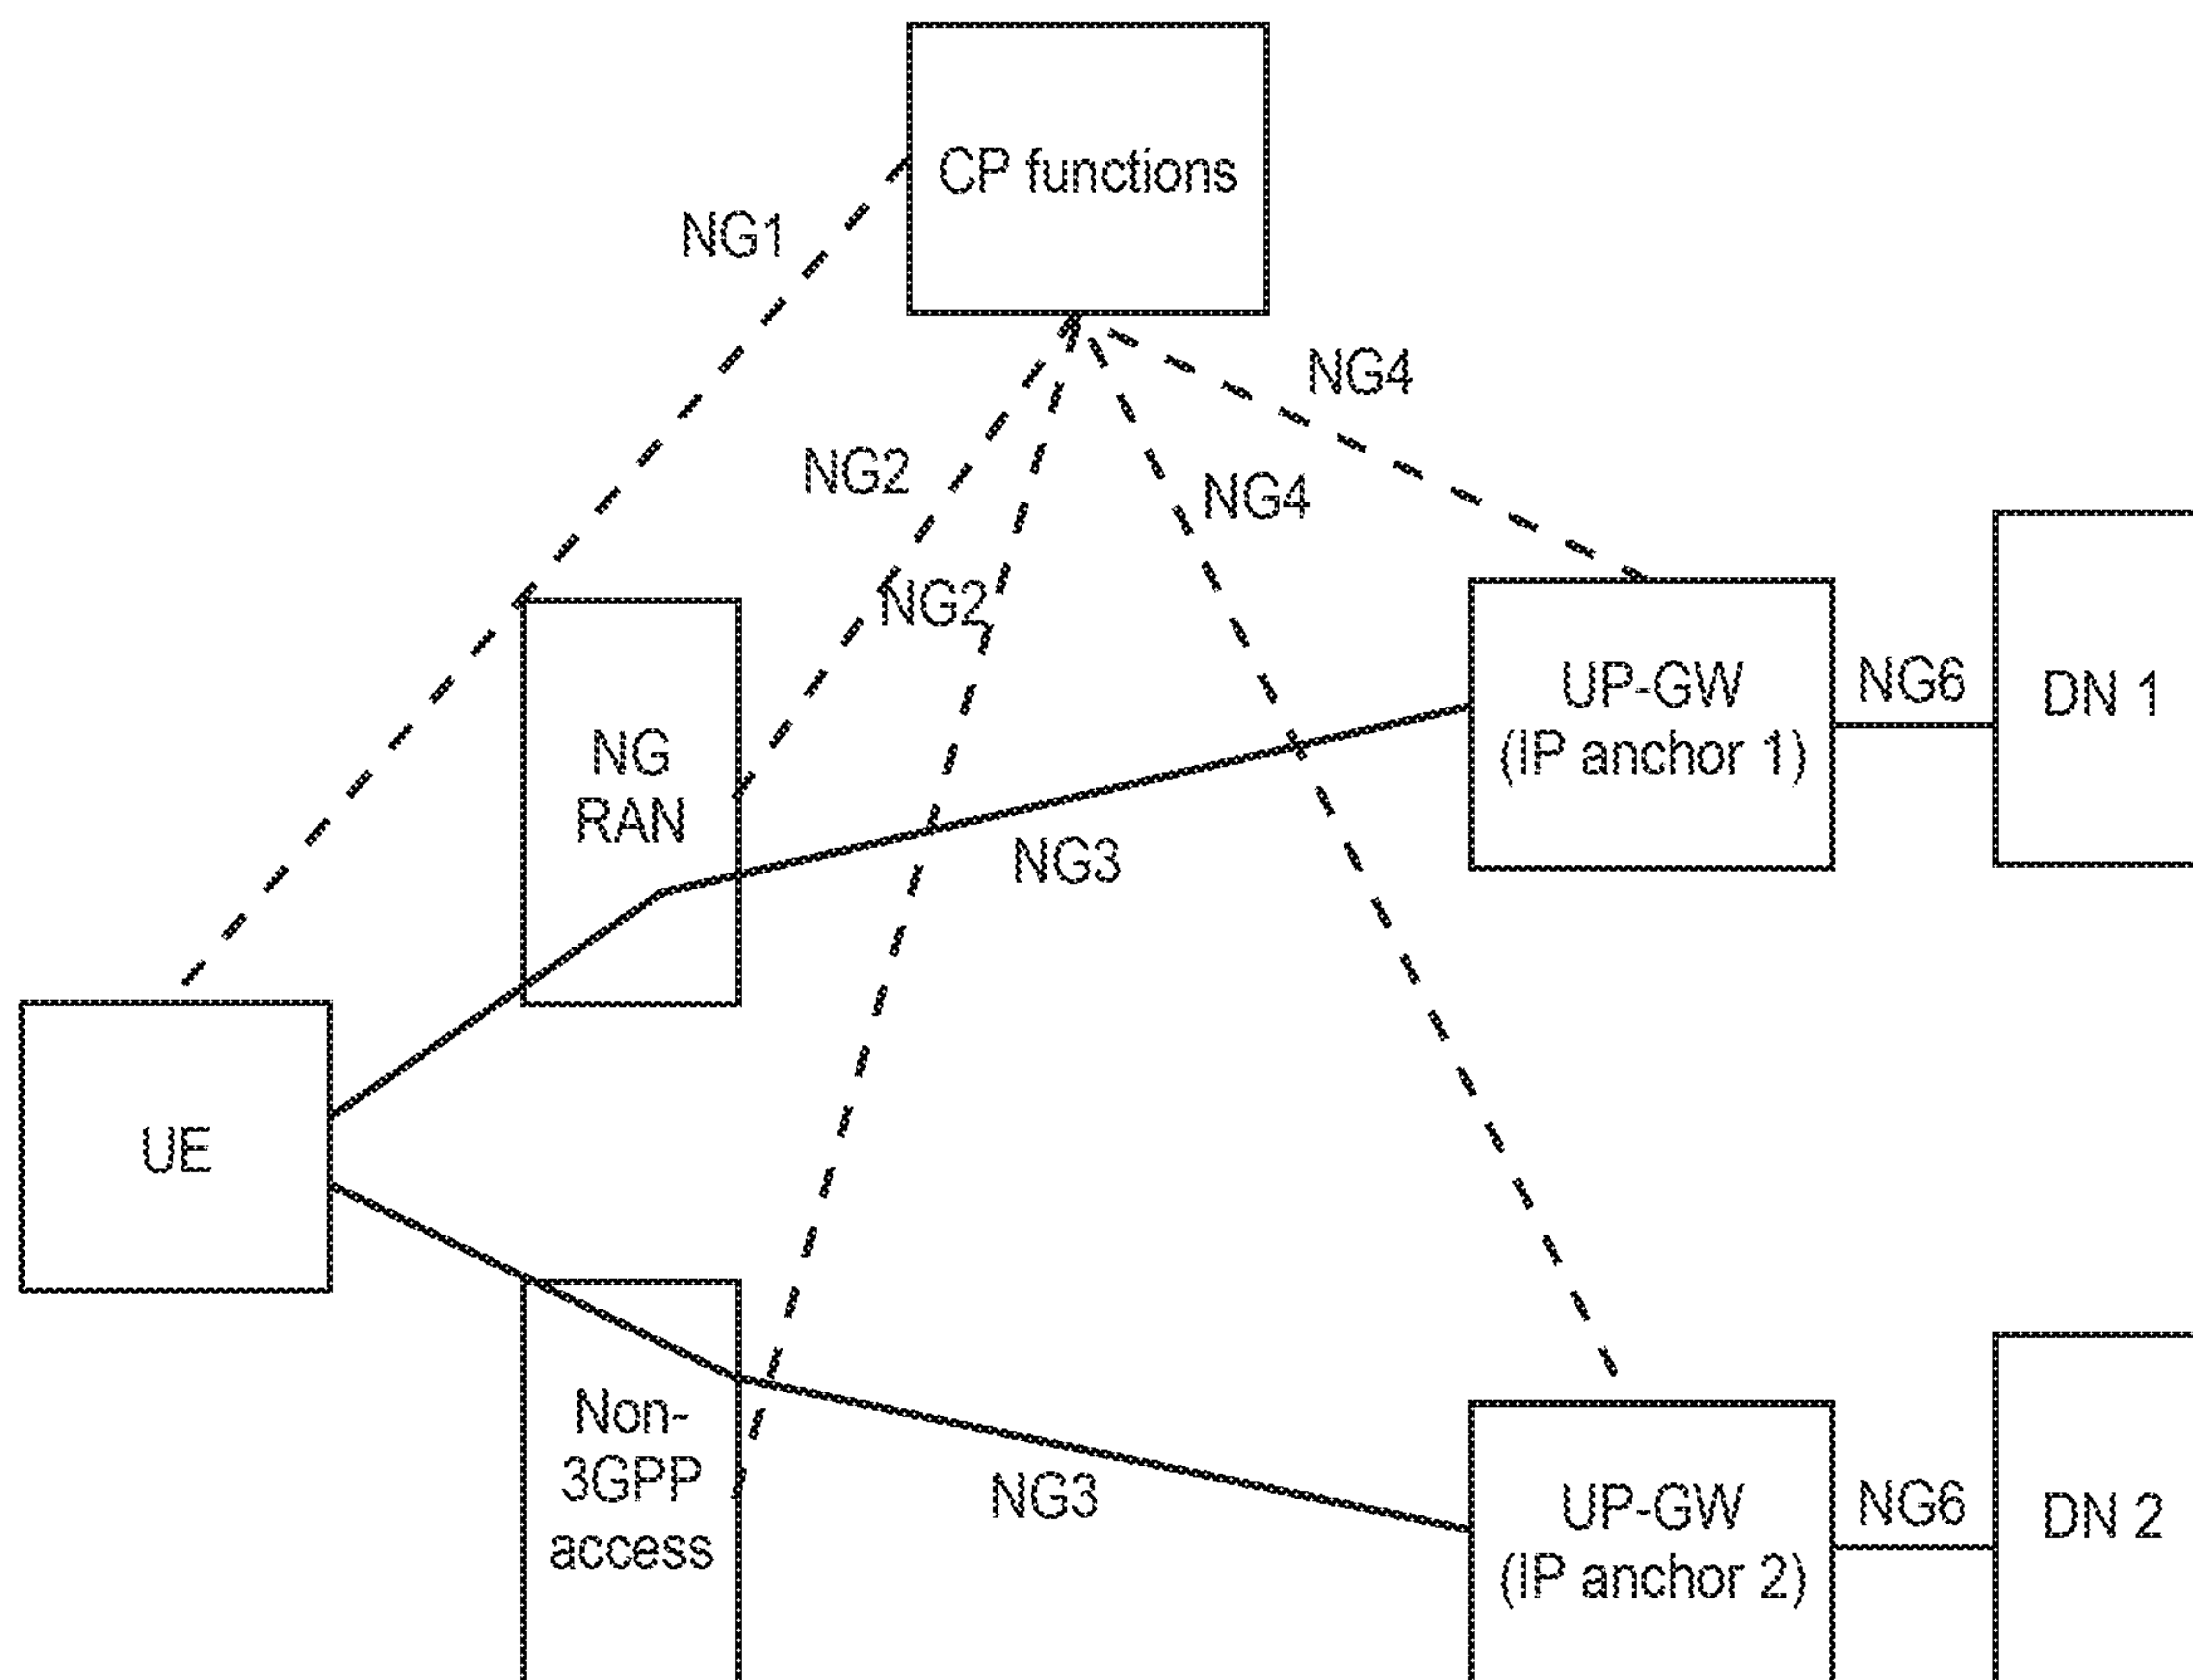 CP functions
NG1
NG4
NG2
NG4
NG2
UP-GW
(IP anchor 1)
NG6
DN 1
NG
RAN
NG3
UE
Non-
3GPP
access
NG3
UP-GW
(IP anchor 2)
NG6
DN 2